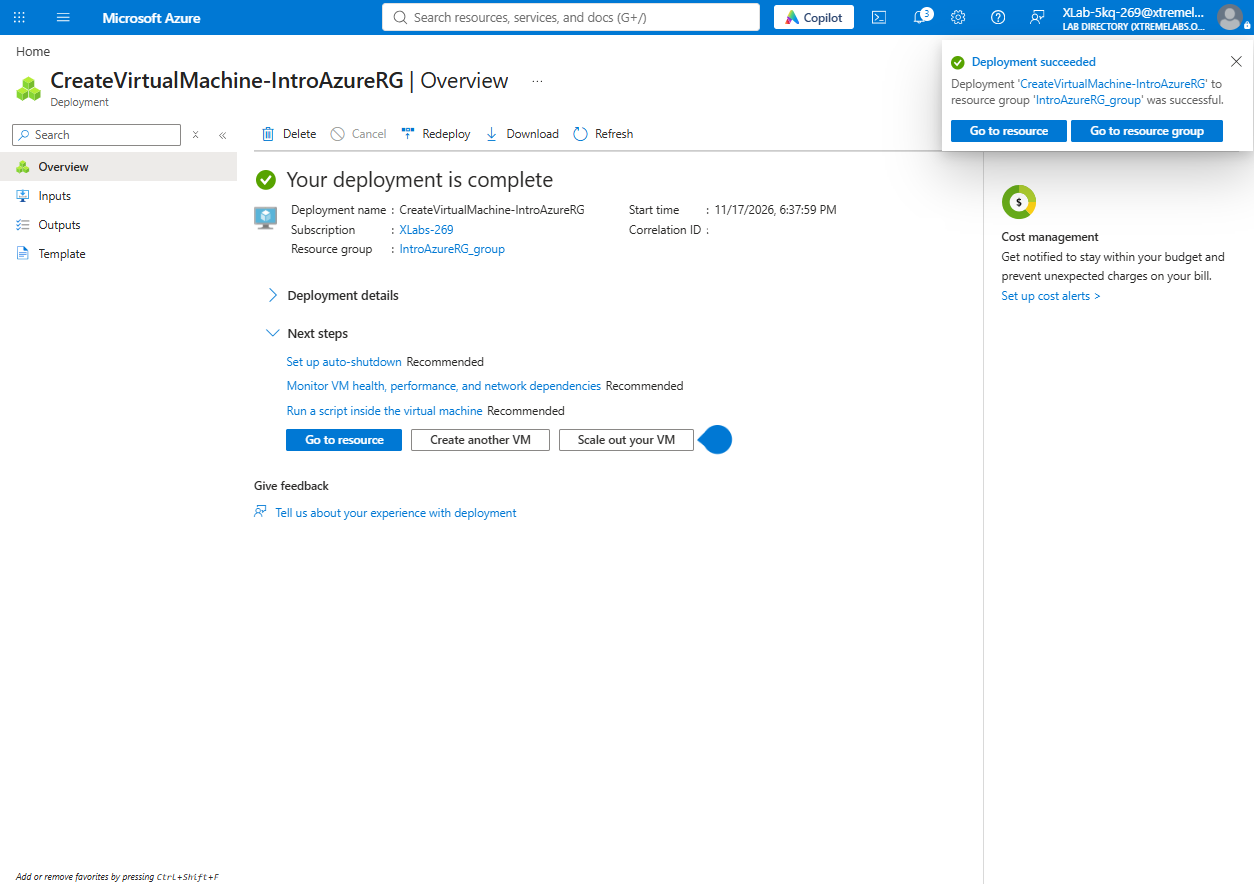 Microsoft Azure
Search resources, services, and docs (G+/)
Copilot
3
XLab-5kq-269@xtremel...
LAB DIRECTORY (XTREMELABS.O...
Home
CreateVirtualMachine-IntroAzureRG | Overview ...
Deployment
Deployment succeeded
Deployment 'CreateVirtualMachine-IntroAzureRG' to
resource group 'IntroAzureRG_group' was successful.
Go to resource
Go to resource group
Search
Overview
Inputs
Outputs
Template
Delete
Cancel
Redeploy
Download
Refresh
Your deployment is complete
Deployment name : CreateVirtualMachine-IntroAzureRG
Subscription : XLabs-269
Resource group : IntroAzureRG_group
Start time : 11/17/2026, 6:37:59 PM
Correlation ID :
Deployment details
Next steps
Set up auto-shutdown Recommended
Monitor VM health, performance, and network dependencies Recommended
Run a script inside the virtual machine Recommended
Go to resource
Create another VM
Scale out your VM
Give feedback
Tell us about your experience with deployment
$
Cost management
Get notified to stay within your budget and
prevent unexpected charges on your bill.
Set up cost alerts >
Add or remove favorites by pressing Ctrl+Shift+F